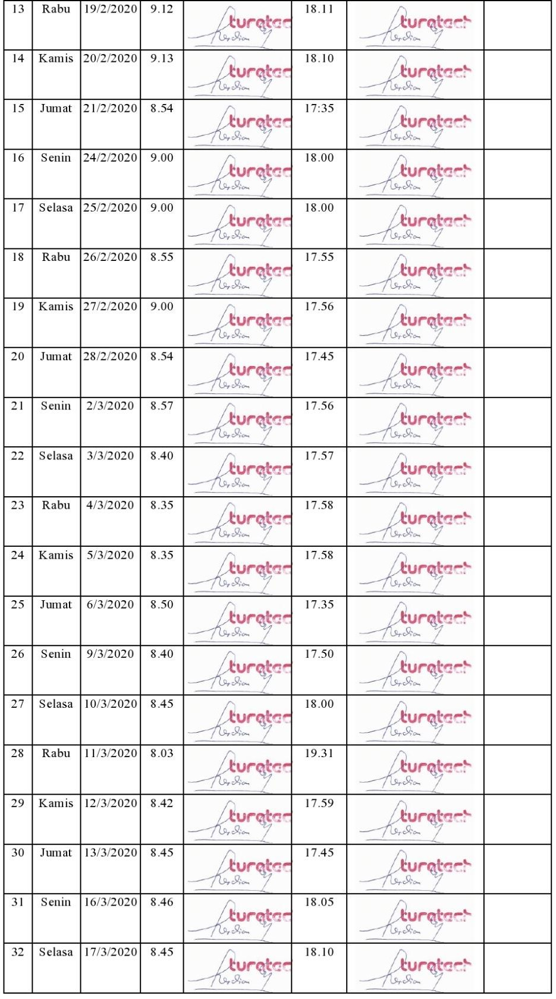 13 Rabu 19/2/2020 9.12 turatec 18.11 turatech
14 Kamis 20/2/2020 9.13 turatec 18.10 turatech
15 Jumat 21/2/2020 8.54 turatec 17:35 turatech
16 Senin 24/2/2020 9.00 turatec 18.00 turatech
17 Selasa 25/2/2020 9.00 turatec 18.00 turatech
18 Rabu 26/2/2020 8.55 turatec 17.55 turatech
19 Kamis 27/2/2020 9.00 turatec 17.56 turatech
20 Jumat 28/2/2020 8.54 turatec 17.45 turatech
21 Senin 2/3/2020 8.57 turatec 17.56 turatech
22 Selasa 3/3/2020 8.40 turatec 17.57 turatech
23 Rabu 4/3/2020 8.35 turatec 17.58 turatech
24 Kamis 5/3/2020 8.35 turatec 17.58 turatech
25 Jumat 6/3/2020 8.50 turatec 17.35 turatech
26 Senin 9/3/2020 8.40 turatec 17.50 turatech
27 Selasa 10/3/2020 8.45 turatec 18.00 turatech
28 Rabu 11/3/2020 8.03 turatec 19.31 turatech
29 Kamis 12/3/2020 8.42 turatec 17.59 turatech
30 Jumat 13/3/2020 8.45 turatec 17.45 turatech
31 Senin 16/3/2020 8.46 turatec 18.05 turatech
32 Selasa 17/3/2020 8.45 turatec 18.10 turatech